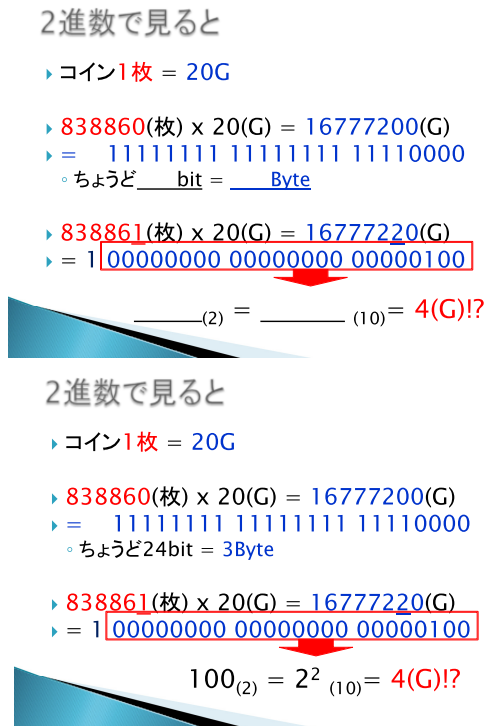 2進数で見ると
コイン1枚 = 20G
838860(枚) x 20(G) = 16777200(G)
= 11111111 11111111 11110000
ちょうど____bit = ____Byte
838861(枚) x 20(G) = 16777220(G)
= 1 00000000 00000000 00000100
______(2) = ________ (10)= 4(G)!?
2進数で見ると
コイン1枚 = 20G
838860(枚) x 20(G) = 16777200(G)
= 11111111 11111111 11110000
ちょうど24bit = 3Byte
838861(枚) x 20(G) = 16777220(G)
= 1 00000000 00000000 00000100
100(2) = 2² (10)= 4(G)!?